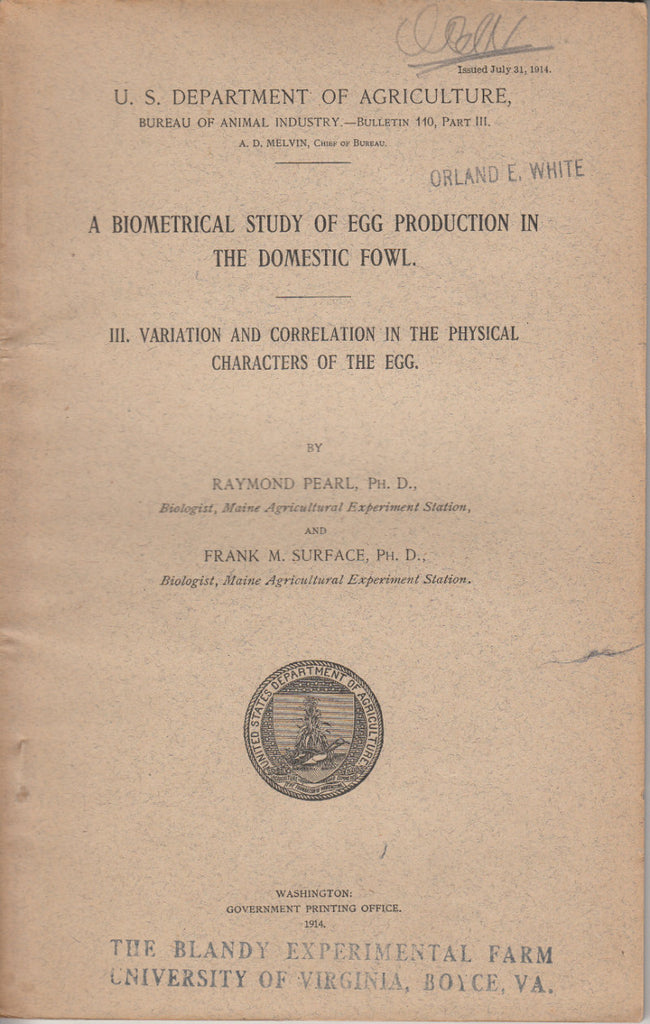 Issued July 31, 1914.
U. S. DEPARTMENT OF AGRICULTURE,
BUREAU OF ANIMAL INDUSTRY.—BULLETIN 110, PART III.
A. D. MELVIN, CHIEF OF BUREAU.
ORLAND E. WHITE
A BIOMETRICAL STUDY OF EGG PRODUCTION IN
THE DOMESTIC FOWL.
III. VARIATION AND CORRELATION IN THE PHYSICAL
CHARACTERS OF THE EGG.
BY
RAYMOND PEARL, PH. D.,
Biologist, Maine Agricultural Experiment Station,
AND
FRANK M. SURFACE, PH. D.,
Biologist, Maine Agricultural Experiment Station.
UNITED STATES DEPARTMENT OF AGRICULTURE
WASHINGTON:
GOVERNMENT PRINTING OFFICE.
1914.
THE BLANDY EXPERIMENTAL FARM
UNIVERSITY OF VIRGINIA, BOYCE, VA.